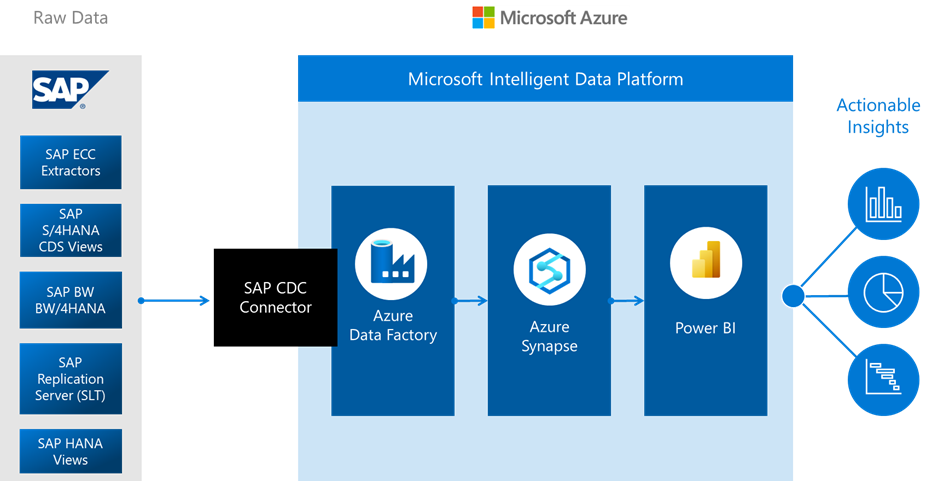 Raw Data
Microsoft Azure
SAP
®
SAP ECC
Extractors
SAP
S/4HANA
CDS Views
SAP BW
BW/4HANA
SAP
Replication
Server (SLT)
SAP HANA
Views
SAP CDC
Connector
Microsoft Intelligent Data Platform
Azure
Data Factory
Azure
Synapse
Power BI
Actionable
Insights